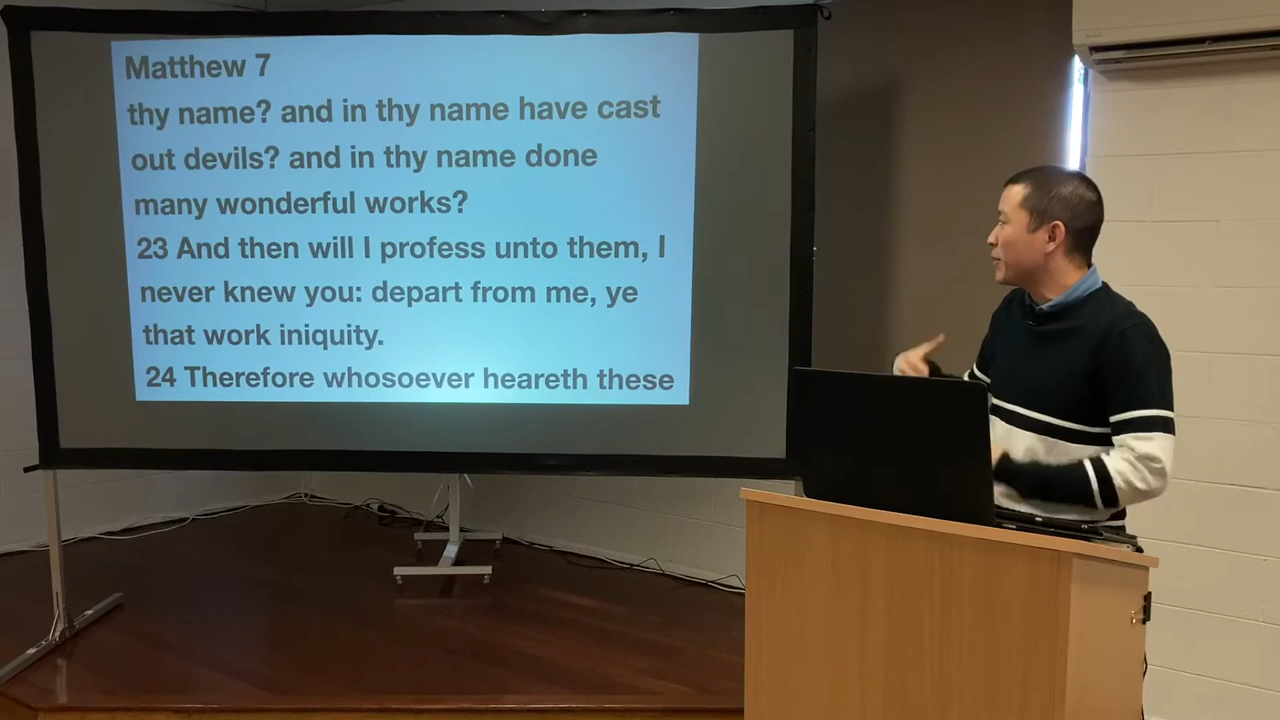 Matthew 7
thy name? and in thy name have cast
out devils? and in thy name done
many wonderful works?
23 And then will I profess unto them, I
never knew you: depart from me, ye
that work iniquity.
24 Therefore whosoever heareth these